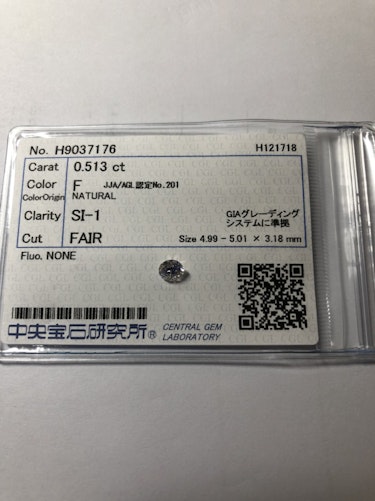 No. H9037176 H121718
Carat 0.513 ct
Color F JJA/AGL認定No.201
ColorOrigin NATURAL
Clarity SI-1 GIAグレーディング
システムに準拠
Cut FAIR Size 4.99 - 5.01 × 3.18 mm
Fluo. NONE
中央宝石研究所® CENTRAL GEM
LABORATORY